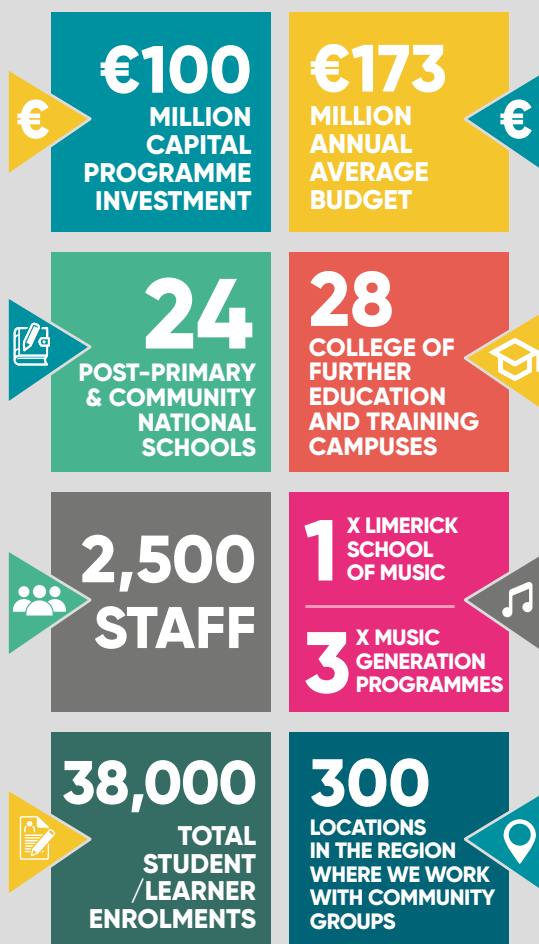 €100
MILLION
CAPITAL
PROGRAMME
INVESTMENT
€
€173
MILLION
ANNUAL
AVERAGE
BUDGET
€
24
POST-PRIMARY
& COMMUNITY
NATIONAL
SCHOOLS
28
COLLEGE OF
FURTHER
EDUCATION
AND TRAINING
CAMPUSES
2,500
STAFF
1 X LIMERICK
SCHOOL
OF MUSIC
3 X MUSIC
GENERATION
PROGRAMMES
38,000
TOTAL
STUDENT
/LEARNER
ENROLMENTS
300
LOCATIONS
IN THE REGION
WHERE WE WORK
WITH COMMUNITY
GROUPS